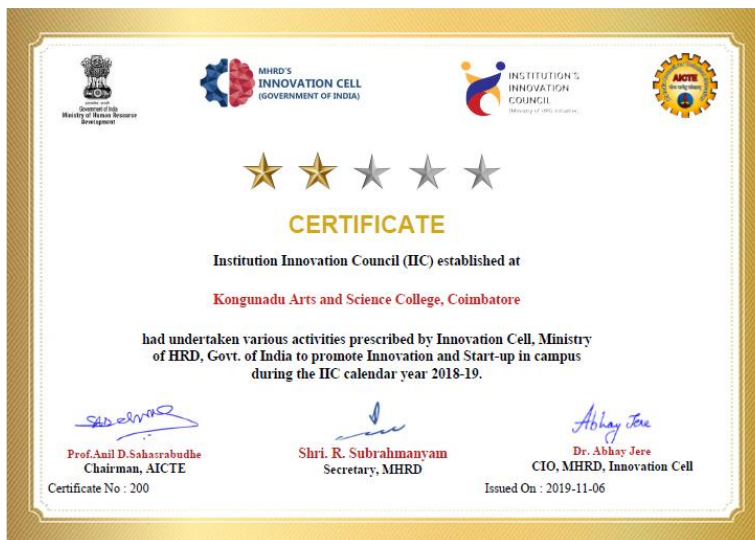 Government of India
Ministry of Human Resource
Development
MHRD'S
INNOVATION CELL
(GOVERNMENT OF INDIA)
INSTITUTION'S
INNOVATION
COUNCIL
(Ministry of HRD Initiative)
AICTE
CERTIFICATE
Institution Innovation Council (IIC) established at
Kongunadu Arts and Science College, Coimbatore
had undertaken various activities prescribed by Innovation Cell, Ministry
of HRD, Govt. of India to promote Innovation and Start-up in campus
during the IIC calendar year 2018-19.
Abhay Jere
Prof.Anil D.Sahasrabudhe
Chairman, AICTE
Shri. R. Subrahmanyam
Secretary, MHRD
Dr. Abhay Jere
CIO, MHRD, Innovation Cell
Certificate No : 200
Issued On : 2019-11-06